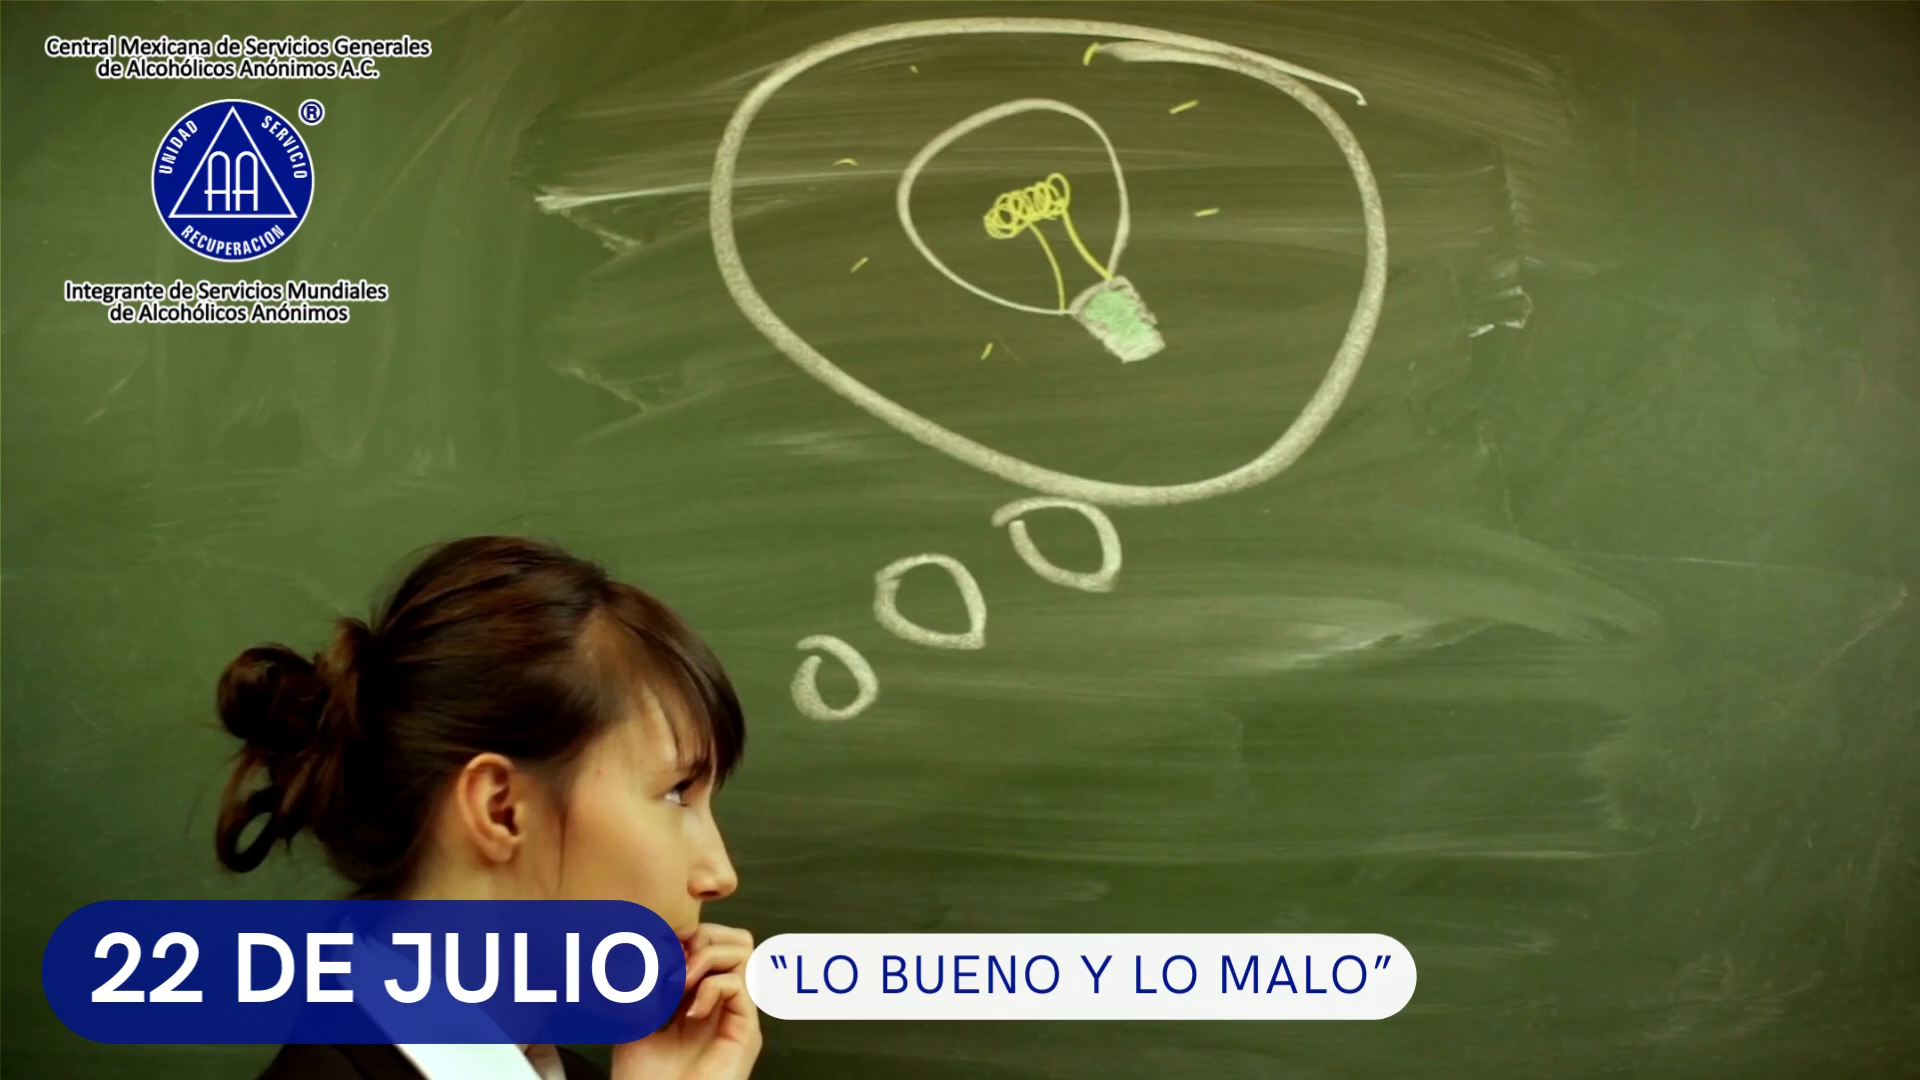 Central Mexicana de Servicios Generales
de Alcohólicos Anónimos A.C.
®
UNIDAD
SERVICIO
AA
RECUPERACION
Integrante de Servicios Mundiales
de Alcohólicos Anónimos
22 DE JULIO
“LO BUENO Y LO MALO”